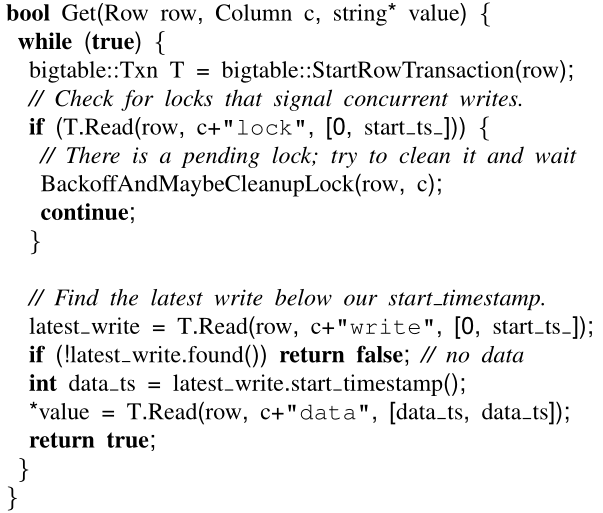 bool Get(Row row, Column c, string* value) {
while (true) {
bigtable::Txn T = bigtable::StartRowTransaction(row);
// Check for locks that signal concurrent writes.
if (T.Read(row, c+"lock", [0, start_ts_])) {
// There is a pending lock; try to clean it and wait
BackoffAndMaybeCleanupLock(row, c);
continue;
}
// Find the latest write below our start_timestamp.
latest_write = T.Read(row, c+"write", [0, start_ts_]);
if (!latest_write.found()) return false; // no data
int data_ts = latest_write.start_timestamp();
*value = T.Read(row, c+"data", [data_ts, data_ts]);
return true;
}
}